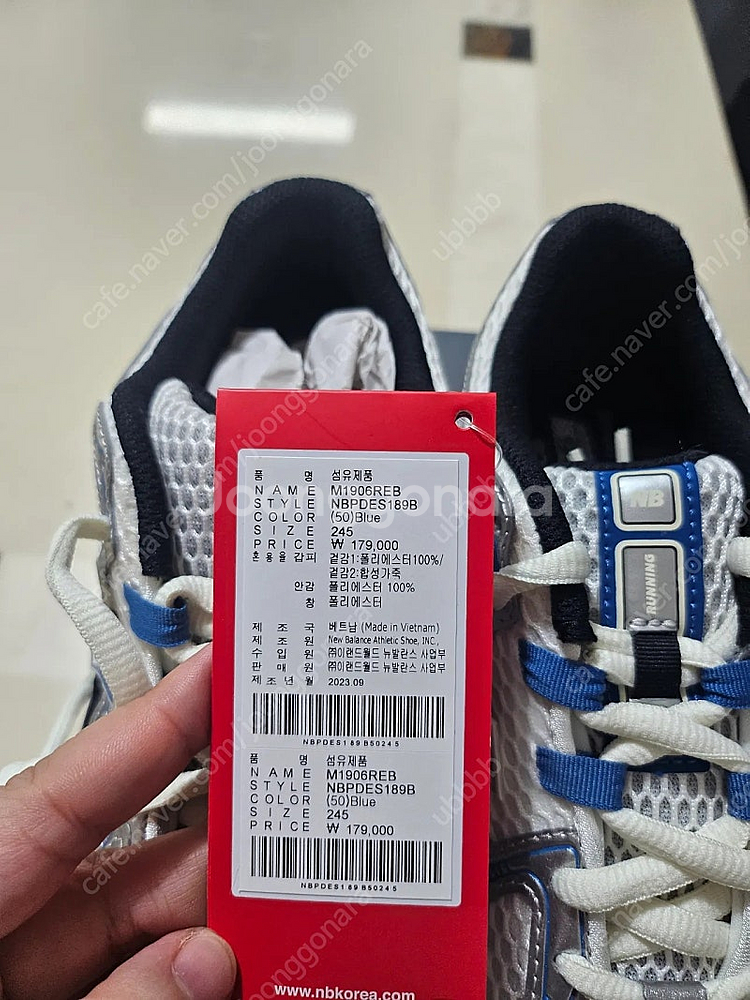 품 명 섬유제품
NAME M1906REB
STYLE NBPDES189B
COLOR (50)Blue
SIZE 245
PRICE ₩ 179,000
혼용율 겉피 겉감1:폴리에스터100%/
겉감2:합성가죽
안감 폴리에스터 100%
창 폴리에스터
제 조 국 베트남 (Made in Vietnam)
제 조 원 New Balance Athletic Shoe, INC.,
수 입 원 ㈜이랜드월드 뉴발란스 사업부
판 매 원 ㈜이랜드월드 뉴발란스 사업부
제조년월 2023.09
NBPDES189B50245
품 명 섬유제품
NAME M1906REB
STYLE NBPDES189B
COLOR (50)Blue
SIZE 245
PRICE ₩ 179,000
NBPDES189B50245
www.nbkorea.com
NB
RUNNING
cafe.naver.com/joonggonara
ubbbb
Joonggonara